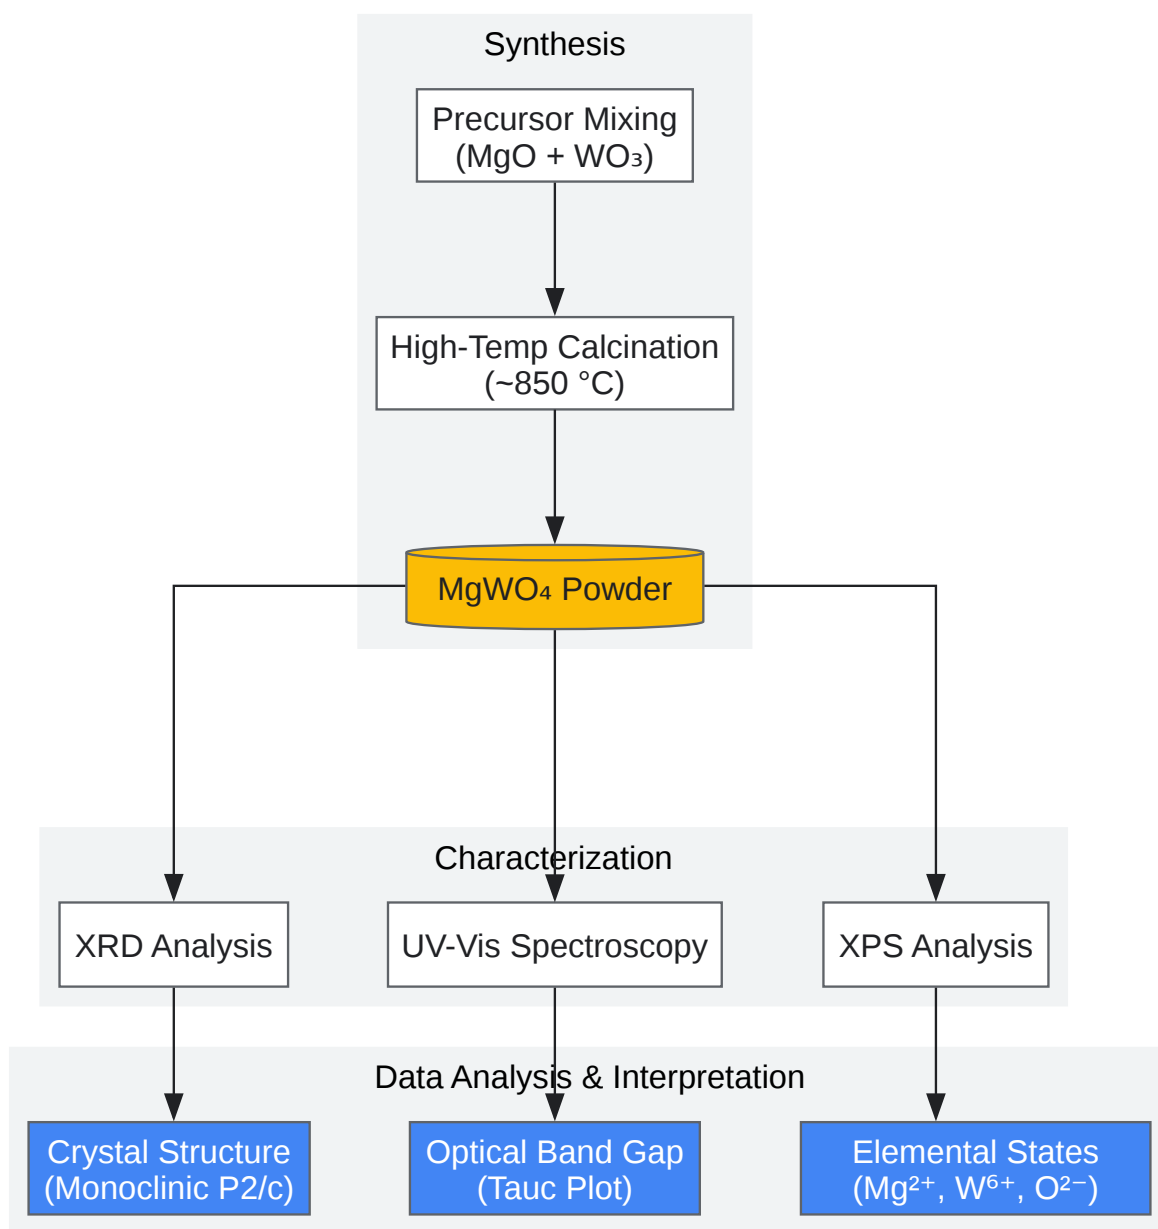 Synthesis
Precursor Mixing
(MgO + WO₃)
High-Temp Calcination
(~850 °C)
MgWO₄ Powder
Characterization
XRD Analysis
UV-Vis Spectroscopy
XPS Analysis
Data Analysis & Interpretation
Crystal Structure
(Monoclinic P2/c)
Optical Band Gap
(Tauc Plot)
Elemental States
(Mg²⁺, W⁶⁺, O²⁻)